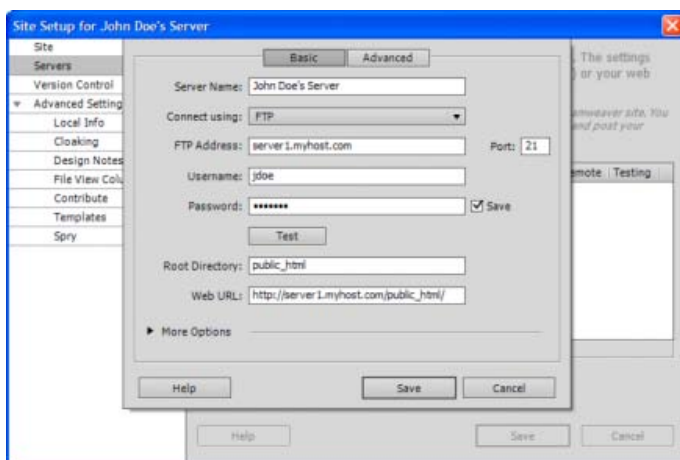 Site Setup for John Doe's Server
Site
Servers
Version Control
Advanced Setting
Local Info
Cloaking
Design Notes
File View Colu
Contribute
Templates
Spry
Basic
Advanced
Server Name: John Doe's Server
Connect using: FTP
FTP Address: server1.myhost.com Port: 21
Username: jdoe
Password: ••••••• Save
Test
Root Directory: public_html
Web URL: http://server1.myhost.com/public_html/
More Options
Help Save Cancel
. The settings
or your web
amweaver site. You
and post your
emote Testing
Help Save Cancel